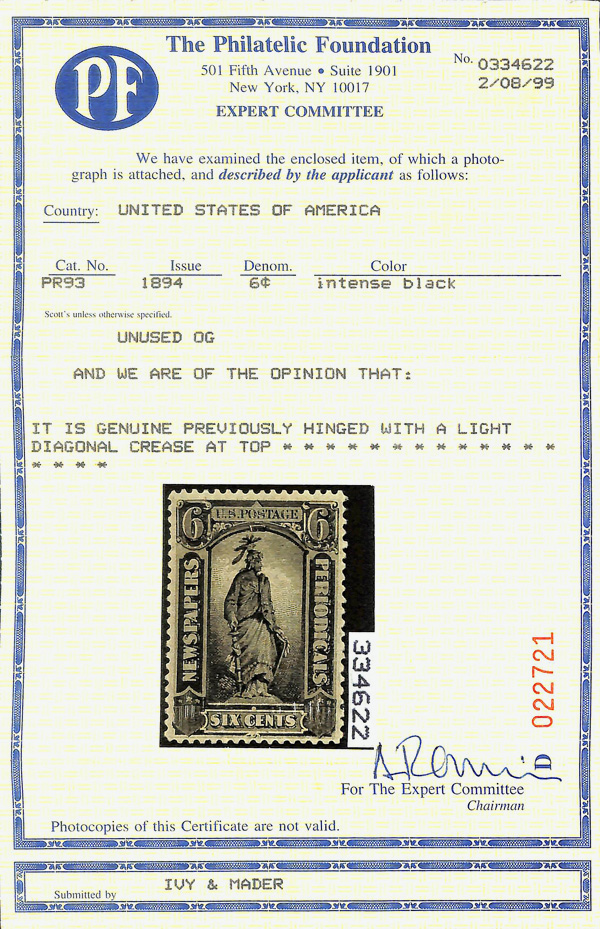 PF
The Philatelic Foundation
501 Fifth Avenue • Suite 1901
New York, NY 10017
EXPERT COMMITTEE
No. 0334622
2/08/99
We have examined the enclosed item, of which a photo-
graph is attached, and described by the applicant as follows:
Country: UNITED STATES OF AMERICA
Cat. No. Issue Denom. Color
PR93 1894 6¢ intense black
Scott's unless otherwise specified.
UNUSED OG
AND WE ARE OF THE OPINION THAT:
IT IS GENUINE PREVIOUSLY HINGED WITH A LIGHT
DIAGONAL CREASE AT TOP * * * * * * * * * * * * *
* * * *
6 U.S. POSTAGE 6
NEWSPAPERS
PERIODICALS
SIX CENTS
334622
022721
D
For The Expert Committee
Chairman
Photocopies of this Certificate are not valid.
Submitted by IVY & MADER